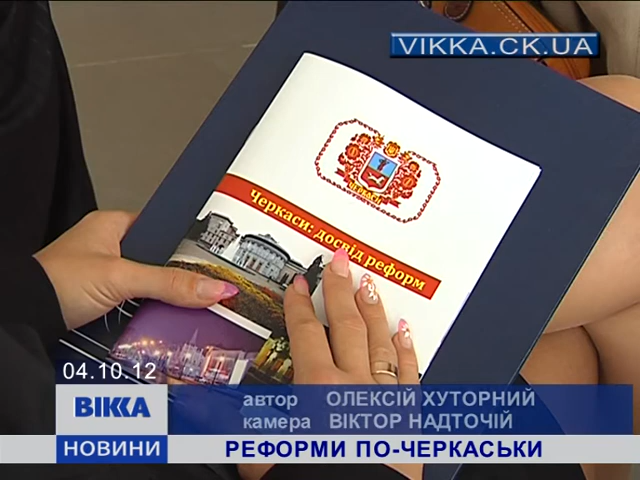 VIKKA.CK.UA
ЧЕРКАСИ
Черкаси: досвід реформ
04.10.12
ВІККА
автор ОЛЕКСІЙ ХУТОРНИЙ
камера ВІКТОР НАДТОЧІЙ
НОВИНИ
РЕФОРМИ ПО-ЧЕРКАСЬКИ